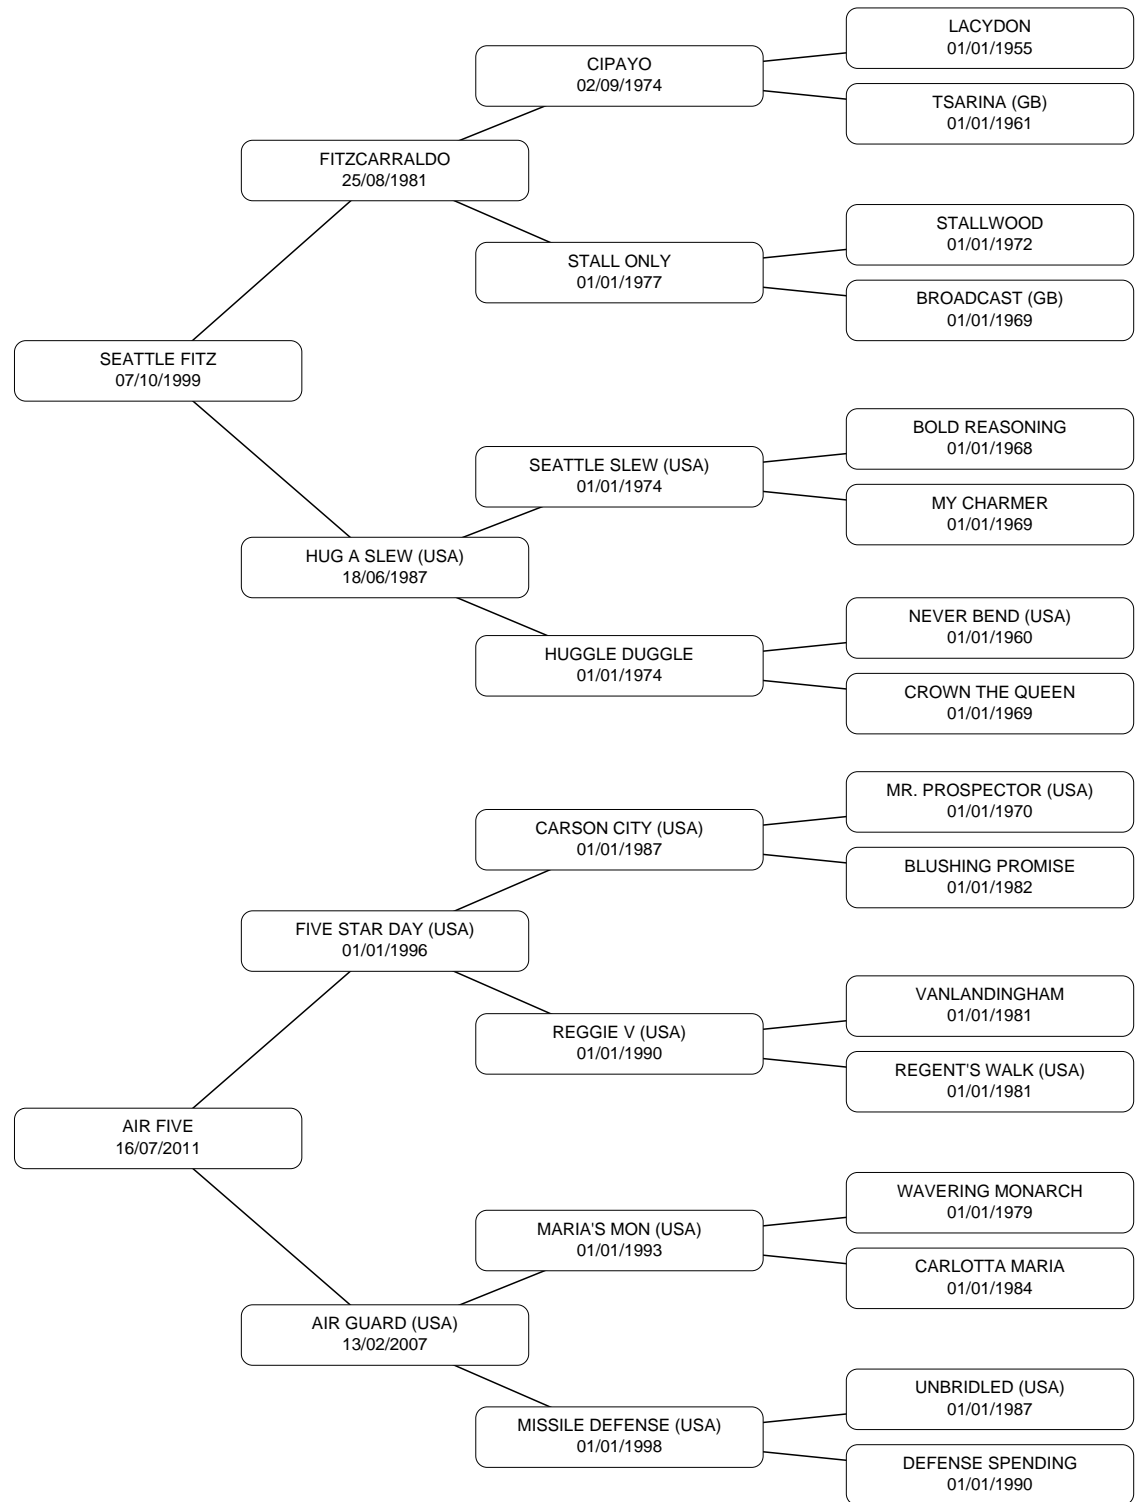 LACYDON
01/01/1955
CIPAYO
02/09/1974
TSARINA (GB)
01/01/1961
FITZCARRALDO
25/08/1981
STALLWOOD
01/01/1972
STALL ONLY
01/01/1977
BROADCAST (GB)
01/01/1969
SEATTLE FITZ
07/10/1999
BOLD REASONING
01/01/1968
SEATTLE SLEW (USA)
01/01/1974
MY CHARMER
01/01/1969
HUG A SLEW (USA)
18/06/1987
NEVER BEND (USA)
01/01/1960
HUGGLE DUGGLE
01/01/1974
CROWN THE QUEEN
01/01/1969
MR. PROSPECTOR (USA)
01/01/1970
CARSON CITY (USA)
01/01/1987
BLUSHING PROMISE
01/01/1982
FIVE STAR DAY (USA)
01/01/1996
VANLANDINGHAM
01/01/1981
REGGIE V (USA)
01/01/1990
REGENT'S WALK (USA)
01/01/1981
AIR FIVE
16/07/2011
WAVERING MONARCH
01/01/1979
MARIA'S MON (USA)
01/01/1993
CARLOTTA MARIA
01/01/1984
AIR GUARD (USA)
13/02/2007
UNBRIDLED (USA)
01/01/1987
MISSILE DEFENSE (USA)
01/01/1998
DEFENSE SPENDING
01/01/1990